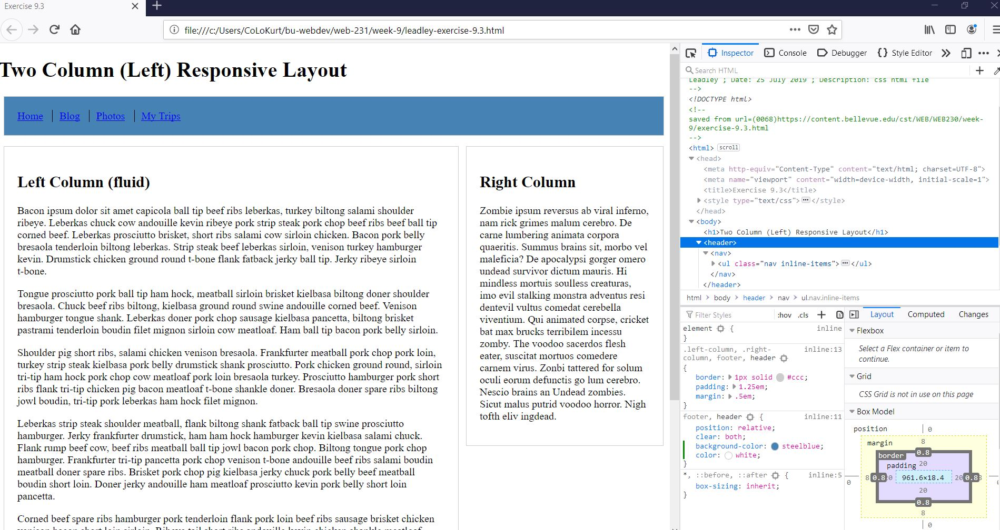 Exercise 9.3
file:///c:/Users/CoLoKurt/bu-webdev/web-231/week-9/leadley-exercise-9.3.html
Two Column (Left) Responsive Layout
Home
Blog
Photos
My Trips
Left Column (fluid)
Bacon ipsum dolor sit amet capicola ball tip beef ribs leberkas, turkey biltong salami shoulder
ribeye. Leberkas chuck cow andouille kevin ribeye pork strip steak pork chop beef ribs beef ball tip
corned beef. Leberkas prosciutto brisket, short ribs salami cow sirloin chicken. Bacon pork belly
bresaola tenderloin biltong leberkas. Strip steak beef leberkas sirloin, venison turkey hamburger
kevin. Drumstick chicken ground round t-bone flank fatback jerky ball tip. Jerky ribeye sirloin
t-bone.
Tongue prosciutto pork ball tip ham hock, meatball sirloin brisket kielbasa biltong doner shoulder
bresaola. Chuck beef ribs biltong, kielbasa ground round swine andouille corned beef. Venison
hamburger tongue shank. Leberkas doner pork chop sausage kielbasa pancetta, biltong brisket
pastrami tenderloin boudin filet mignon sirloin cow meatloaf. Ham ball tip bacon pork belly sirloin.
Shoulder pig short ribs, salami chicken venison bresaola. Frankfurter meatball pork chop pork loin,
turkey strip steak kielbasa pork belly drumstick shank prosciutto. Pork chicken ground round, sirloin
tri-tip ham hock pork chop cow meatloaf pork loin bresaola turkey. Prosciutto hamburger pork short
ribs flank tri-tip chicken pig bacon meatloaf t-bone shankle doner. Bresaola doner spare ribs biltong
jowl boudin, tri-tip pork leberkas ham hock filet mignon.
Leberkas strip steak shoulder meatball, flank biltong shank fatback ball tip swine prosciutto
hamburger. Jerky frankfurter drumstick, ham ham hock hamburger kevin kielbasa salami chuck.
Flank rump beef cow, beef ribs meatball ball tip jowl bacon pork chop. Biltong tongue pork chop
hamburger. Frankfurter tri-tip pancetta pork chop venison t-bone andouille beef ribs salami boudin
meatball doner spare ribs. Brisket pork chop pig kielbasa jerky chuck pork belly beef meatball
boudin short loin. Doner jerky andouille ham meatloaf prosciutto kevin pork belly short loin
pancetta.
Corned beef spare ribs hamburger pork tenderloin flank pork loin beef ribs sausage brisket chicken
Right Column
Zombie ipsum reversus ab viral inferno,
nam rick grimes malum cerebro. De
carne lumbering animata corpora
quaeritis. Summus brains sit, morbo vel
maleficia? De apocalypsi gorger omero
undead survivor dictum mauris. Hi
mindless mortuis soulless creaturas,
imo evil stalking monstra adventus resi
dentevil vultus comedat cerebella
viventium. Qui animated corpse, cricket
bat max brucks terribilem incessu
zomby. The voodoo sacerdos flesh
eater, suscitat mortuos comedere
carnem virus. Zonbi tattered for solum
oculi eorum defunctis go lum cerebro.
Nescio brains an Undead zombies.
Sicut malus putrid voodoo horror. Nigh
tofth eliv ingdead.
Inspector Console Debugger Style Editor
Search HTML
Leadley ; Date: 25 July 2019 ; Description: css html file
-->
<!DOCTYPE html>
<!--
saved from url=(0068)https://content.bellevue.edu/cst/WEB/WEB230/week-
9/exercise-9.3.html
-->
<html> scroll
<head>
<meta http-equiv="Content-Type" content="text/html; charset=UTF-8">
<meta name="viewport" content="width=device-width, initial-scale=1">
<title>Exercise 9.3</title>
<style type="text/css"></style>
</head>
<body>
<h1>Two Column (Left) Responsive Layout</h1>
<header>
<nav>
<ul class="nav inline-items"></ul>
</nav>
</header>
html > body > header > nav > ul.nav.inline-items
Filter Styles :hov .cls
element { inline
}
.left-column, .right- inline:13
column, footer, header
{
border: 1px solid #ccc;
padding: 1.25em;
margin: .5em;
}
footer, header { inline:11
position: relative;
clear: both;
background-color: steelblue;
color: white;
}
*, ::before, ::after { inline:5
box-sizing: inherit;
}
Layout Computed Changes
Flexbox
Select a Flex container or item to
continue.
Grid
CSS Grid is not in use on this page
Box Model
position 0
margin 8
border 0.8
padding 20
0 8 0.8 20 961.6×18.4 20 0.8 8
20
0.8
8
0